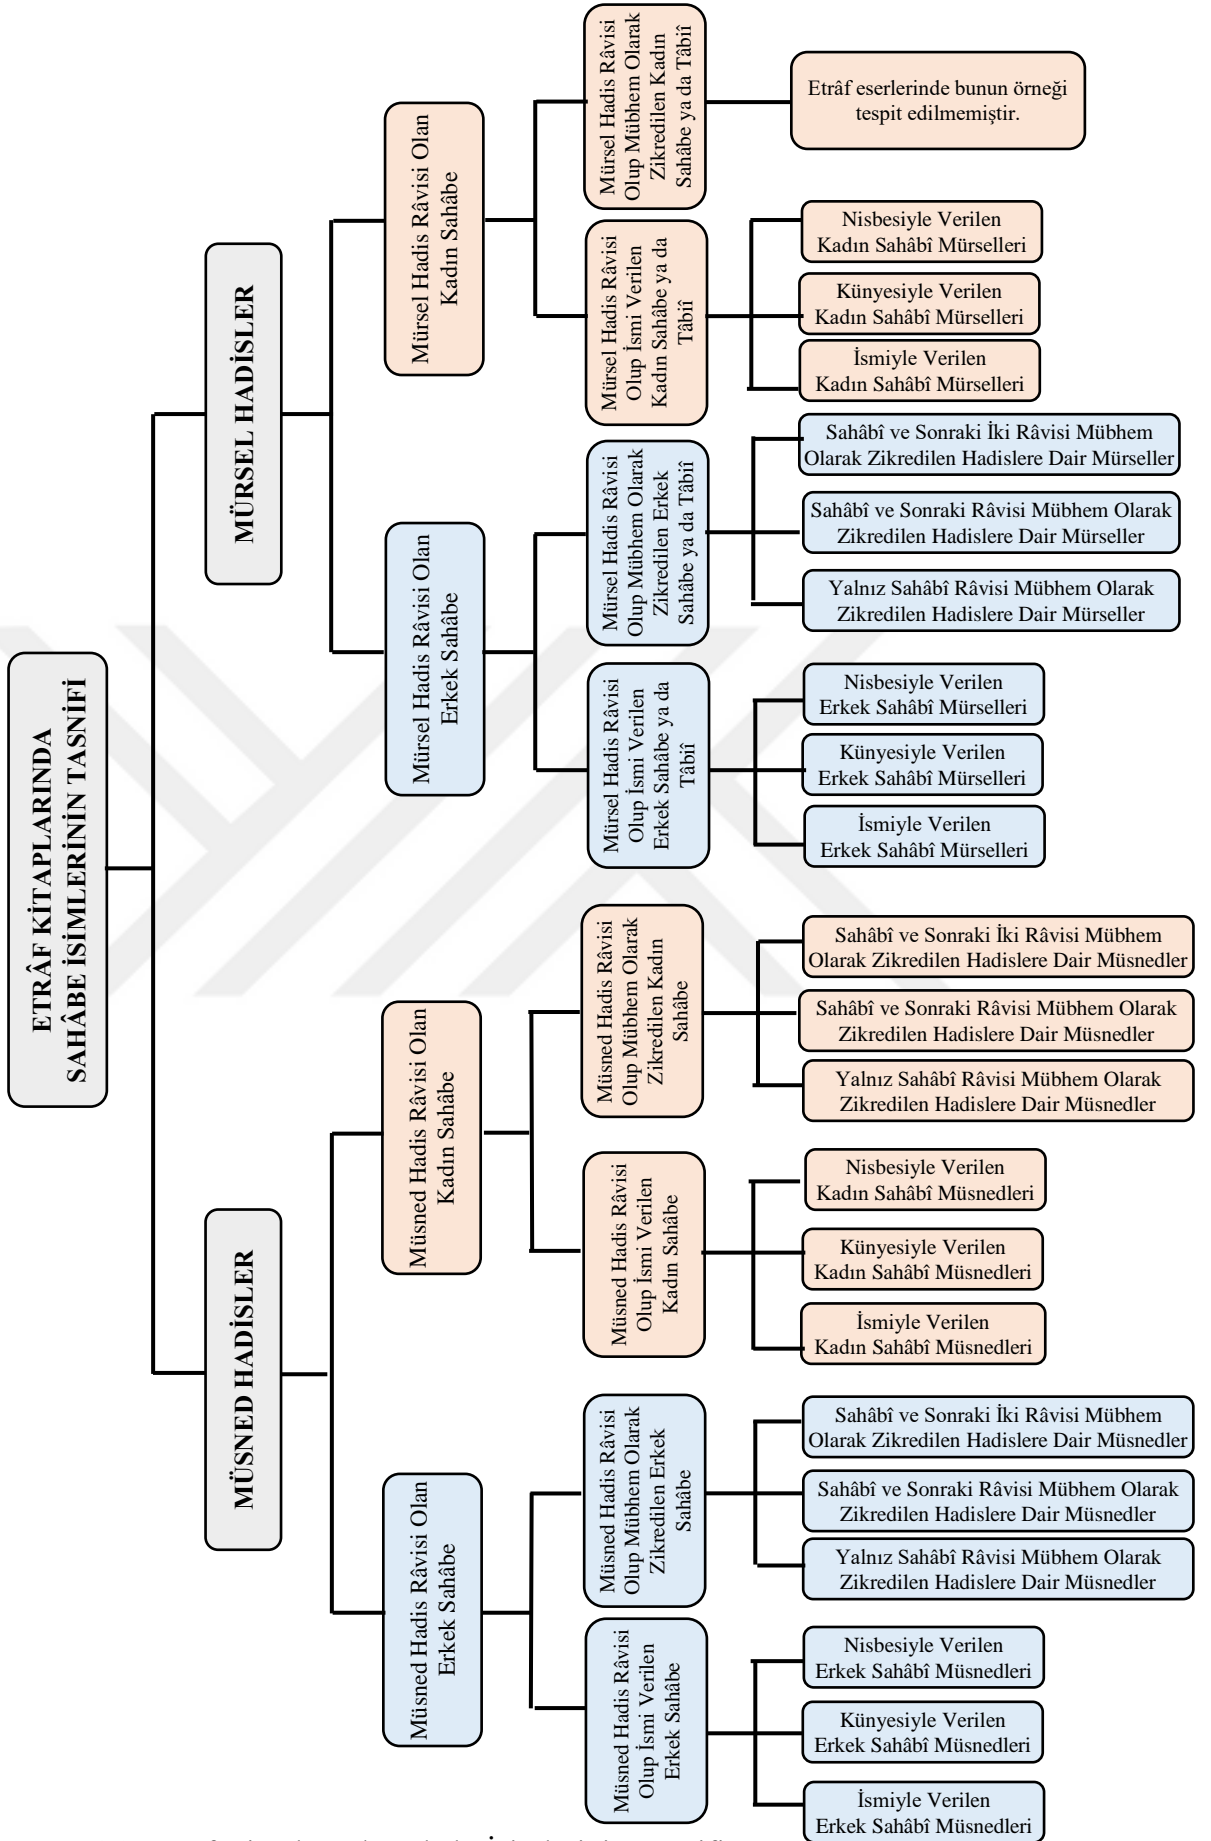 ETRÂF KİTAPLARINDA
SAHÂBE İSİMLERİNİN TASNİFİ
MÜRSEL HADİSLER
Mürsel Hadis Râvisi Olan
Kadın Sahâbe
Mürsel Hadis Râvisi
Olup Mübhem Olarak
Zikredilen Kadın
Sahâbe ya da Tâbiî
Etrâf eserlerinde bunun örneği
tespit edilmemiştir.
Mürsel Hadis Râvisi
Olup İsmi Verilen
Kadın Sahâbe ya da
Tâbiî
Nisbesiyle Verilen
Kadın Sahâbî Mürselleri
Künyesiyle Verilen
Kadın Sahâbî Mürselleri
İsmiyle Verilen
Kadın Sahâbî Mürselleri
Mürsel Hadis Râvisi Olan
Erkek Sahâbe
Mürsel Hadis Râvisi
Olup Mübhem Olarak
Zikredilen Erkek
Sahâbe ya da Tâbiî
Sahâbî ve Sonraki İki Râvisi Mübhem
Olarak Zikredilen Hadislere Dair Mürseller
Sahâbî ve Sonraki Râvisi Mübhem Olarak
Zikredilen Hadislere Dair Mürseller
Yalnız Sahâbî Râvisi Mübhem Olarak
Zikredilen Hadislere Dair Mürseller
Mürsel Hadis Râvisi
Olup İsmi Verilen
Erkek Sahâbe ya da
Tâbiî
Nisbesiyle Verilen
Erkek Sahâbî Mürselleri
Künyesiyle Verilen
Erkek Sahâbî Mürselleri
İsmiyle Verilen
Erkek Sahâbî Mürselleri
MÜSNED HADİSLER
Müsned Hadis Râvisi Olan
Kadın Sahâbe
Müsned Hadis Râvisi
Olup Mübhem Olarak
Zikredilen Kadın
Sahâbe
Sahâbî ve Sonraki İki Râvisi Mübhem
Olarak Zikredilen Hadislere Dair Müsnedler
Sahâbî ve Sonraki Râvisi Mübhem Olarak
Zikredilen Hadislere Dair Müsnedler
Yalnız Sahâbî Râvisi Mübhem Olarak
Zikredilen Hadislere Dair Müsnedler
Müsned Hadis Râvisi
Olup İsmi Verilen
Kadın Sahâbe
Nisbesiyle Verilen
Kadın Sahâbî Müsnedleri
Künyesiyle Verilen
Kadın Sahâbî Müsnedleri
İsmiyle Verilen
Kadın Sahâbî Müsnedleri
Müsned Hadis Râvisi Olan
Erkek Sahâbe
Müsned Hadis Râvisi
Olup Mübhem Olarak
Zikredilen Erkek
Sahâbe
Sahâbî ve Sonraki İki Râvisi Mübhem
Olarak Zikredilen Hadislere Dair Müsnedler
Sahâbî ve Sonraki Râvisi Mübhem Olarak
Zikredilen Hadislere Dair Müsnedler
Yalnız Sahâbî Râvisi Mübhem Olarak
Zikredilen Hadislere Dair Müsnedler
Müsned Hadis Râvisi
Olup İsmi Verilen
Erkek Sahâbe
Nisbesiyle Verilen
Erkek Sahâbî Müsnedleri
Künyesiyle Verilen
Erkek Sahâbî Müsnedleri
İsmiyle Verilen
Erkek Sahâbî Müsnedleri